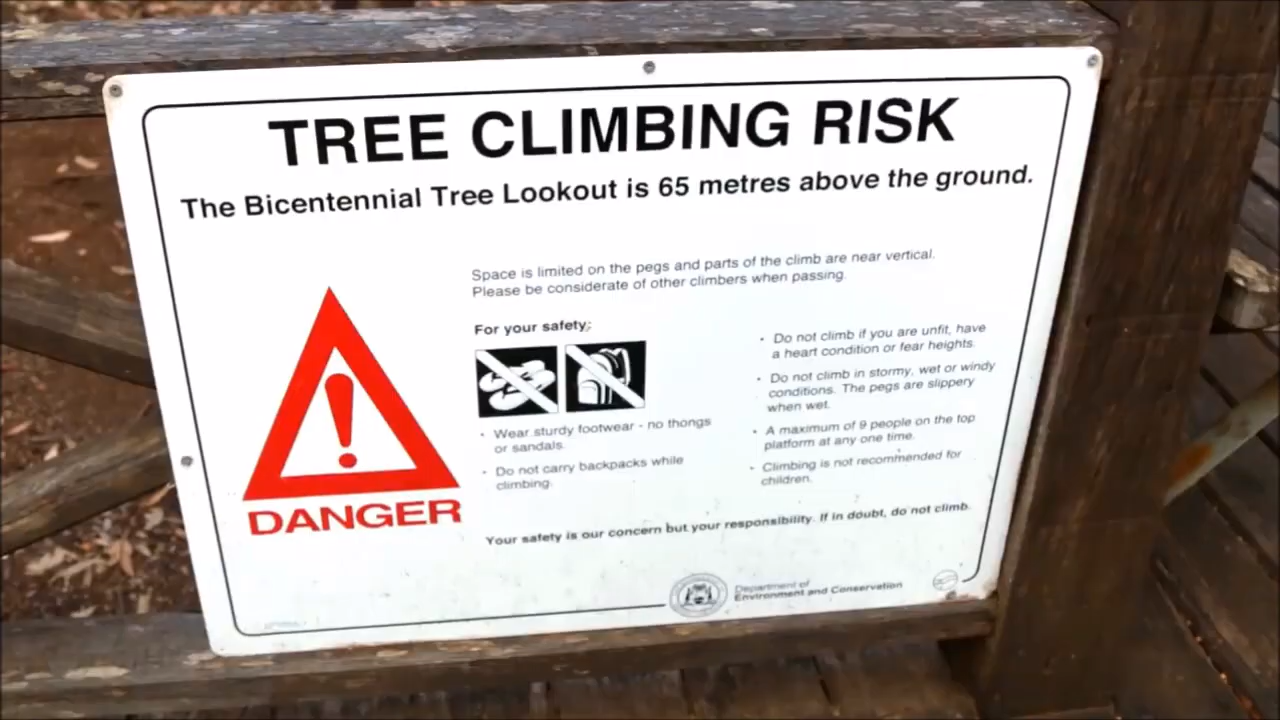 TREE CLIMBING RISK
The Bicentennial Tree Lookout is 65 metres above the ground.
Space is limited on the pegs and parts of the climb are near vertical.
Please be considerate of other climbers when passing.
For your safety:
• Wear sturdy footwear - no thongs
or sandals.
• Do not carry backpacks while
climbing.
• Do not climb if you are unfit, have
a heart condition or fear heights.
• Do not climb in stormy, wet or windy
conditions. The pegs are slippery
when wet.
• A maximum of 9 people on the top
platform at any one time.
• Climbing is not recommended for
children.
DANGER
Your safety is our concern but your responsibility. If in doubt, do not climb.
Department of
Environment and Conservation